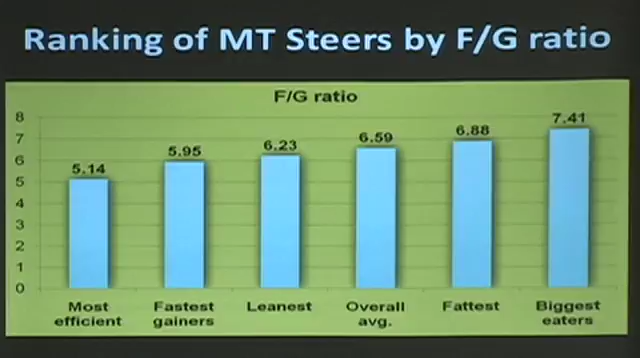 Ranking of MT Steers by F/G ratio
F/G ratio
8
7
6
5
4
3
2
1
0
5.14
5.95
6.23
6.59
6.88
7.41
Most efficient
Fastest gainers
Leanest
Overall avg.
Fattest
Biggest eaters